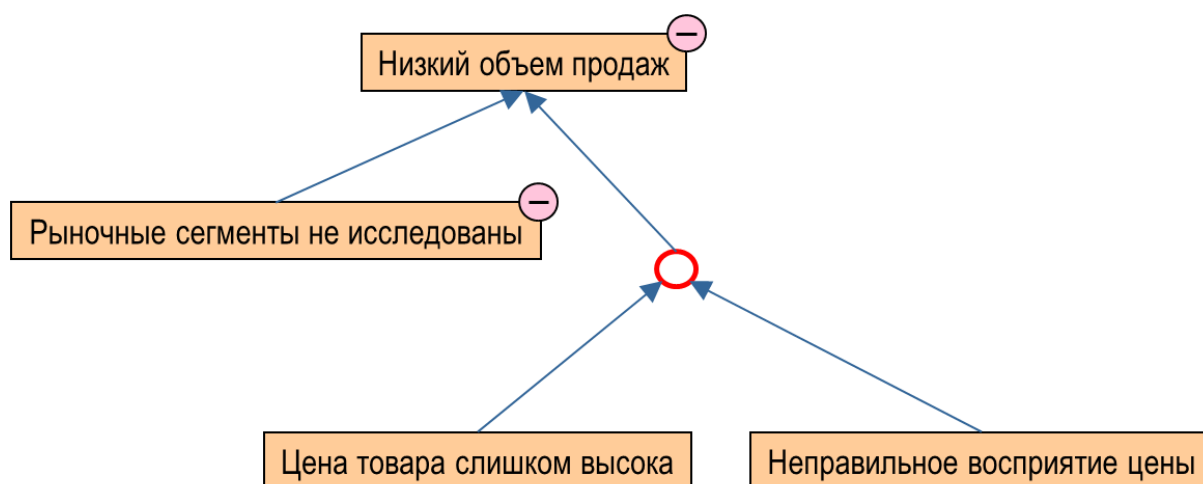 Низкий объем продаж
Рыночные сегменты не исследованы
Цена товара слишком высока
Неправильное восприятие цены